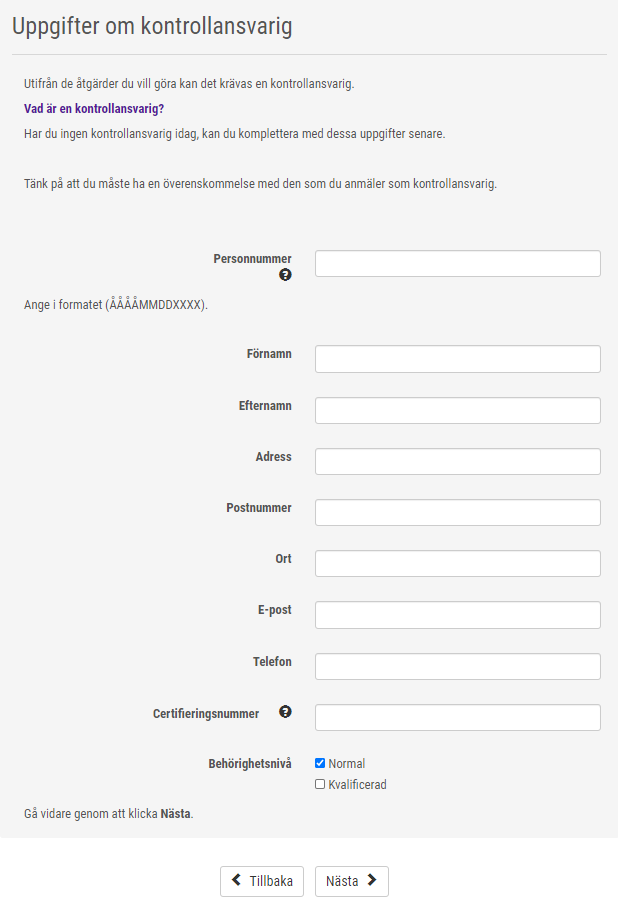 Uppgifter om kontrollansvarig
Utifrån de åtgärder du vill göra kan det krävas en kontrollansvarig.
Vad är en kontrollansvarig?
Har du ingen kontrollansvarig idag, kan du komplettera med dessa uppgifter senare.
Tänk på att du måste ha en överenskommelse med den som du anmäler som kontrollansvarig.
Personnummer
?
Ange i formatet (ÅÅÅÅMMDDXXXX).
Förnamn
Efternamn
Adress
Postnummer
Ort
E-post
Telefon
Certifieringsnummer ?
Behörighetsnivå Normal
Kvalificerad
Gå vidare genom att klicka Nästa.
Tillbaka Nästa